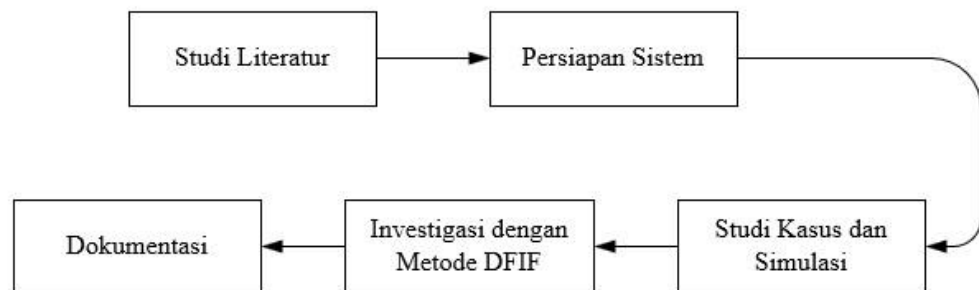 Studi Literatur
Persiapan Sistem
Studi Kasus dan
Simulasi
Investigasi dengan
Metode DFIF
Dokumentasi